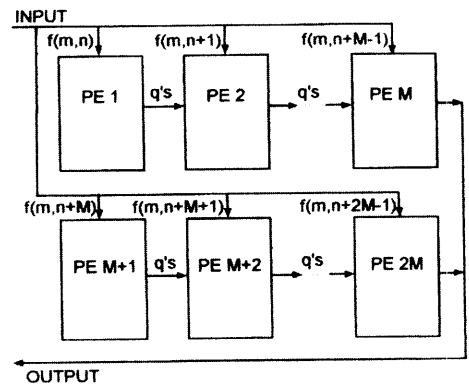 INPUT
f(m,n) f(m,n+1) f(m,n+M-1)
PE 1 q's PE 2 q's PE M
f(m,n+M) f(m,n+M+1) f(m,n+2M-1)
PE M+1 q's PE M+2 q's PE 2M
OUTPUT